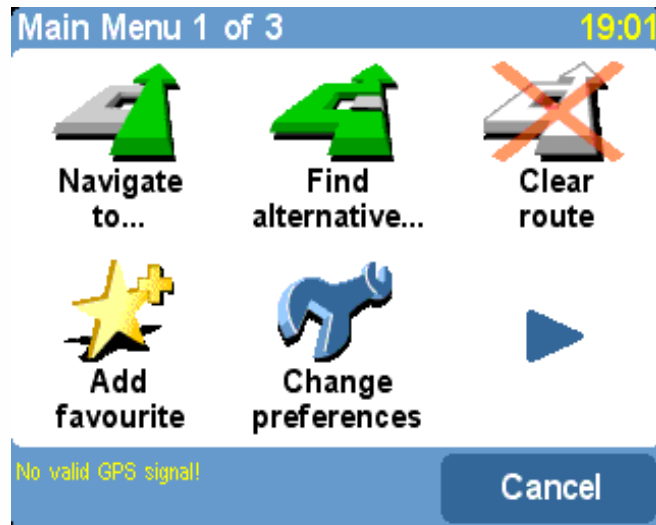 Main Menu 1 of 3
19:01
Navigate
to...
Find
alternative...
Clear
route
Add
favourite
Change
preferences
No valid GPS signal!
Cancel